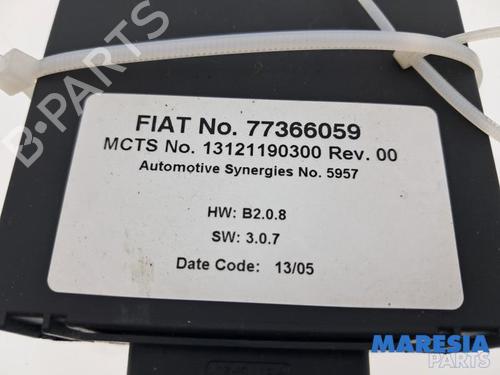 FIAT No. 77366059
MCTS No. 13121190300 Rev. 00
Automotive Synergies No. 5957
HW: B2.0.8
SW: 3.0.7
Date Code: 13/05
B-PARTS
MARESIA
PARTS